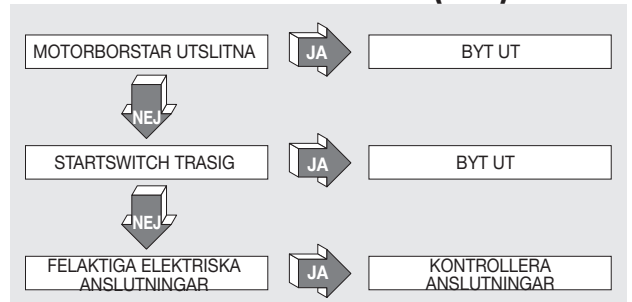 MOTORBORSTAR UTSLITNA
JA
BYT UT
NEJ
STARTSWITCH TRASIG
JA
BYT UT
NEJ
FELAKTIGA ELEKTRISKA
ANSLUTNINGAR
JA
KONTROLLERA
ANSLUTNINGAR